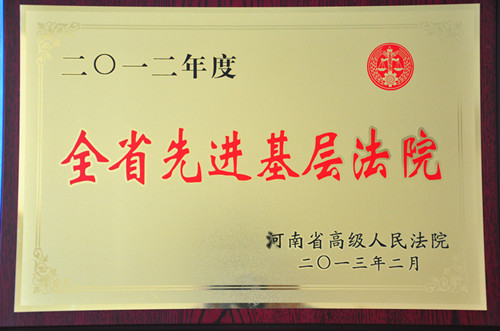 二〇一二年度
全省先进基层法院
河南省高级人民法院
二〇一三年二月